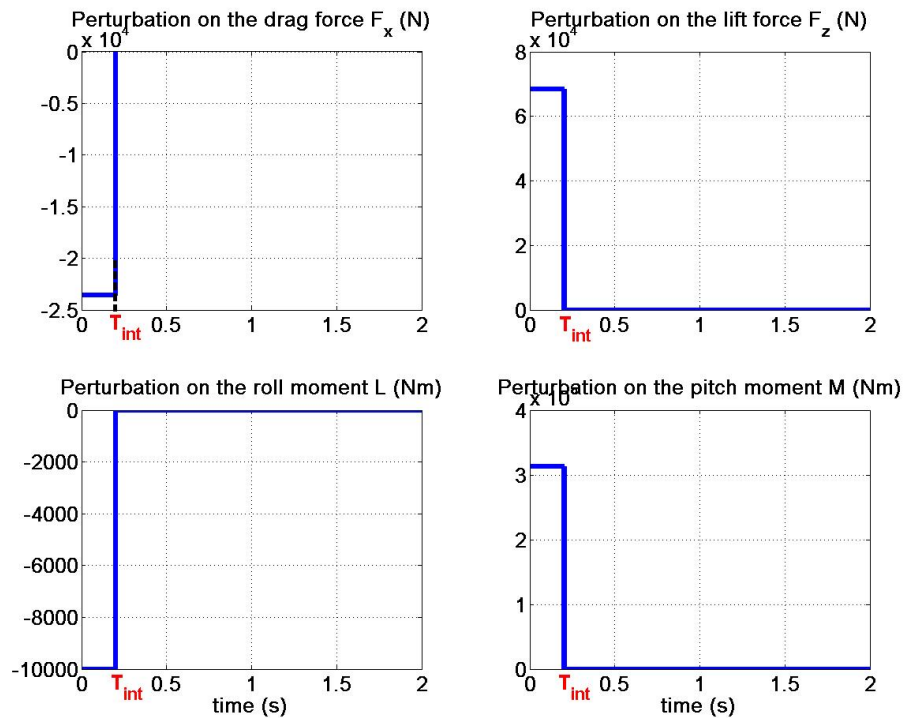 Perturbation on the drag force F_x (N)
x 10^4
0
-0.5
-1
-1.5
-2
-2.5
0 0.5 1 1.5 2
T_int
Perturbation on the lift force F_z (N)
x 10^4
8
6
4
2
0
0 0.5 1 1.5 2
T_int
Perturbation on the roll moment L (Nm)
0
-2000
-4000
-6000
-8000
-10000
0 0.5 1 1.5 2
T_int
time (s)
Perturbation on the pitch moment M (Nm)
x 10
4
3
2
1
0
0 0.5 1 1.5 2
T_int
time (s)